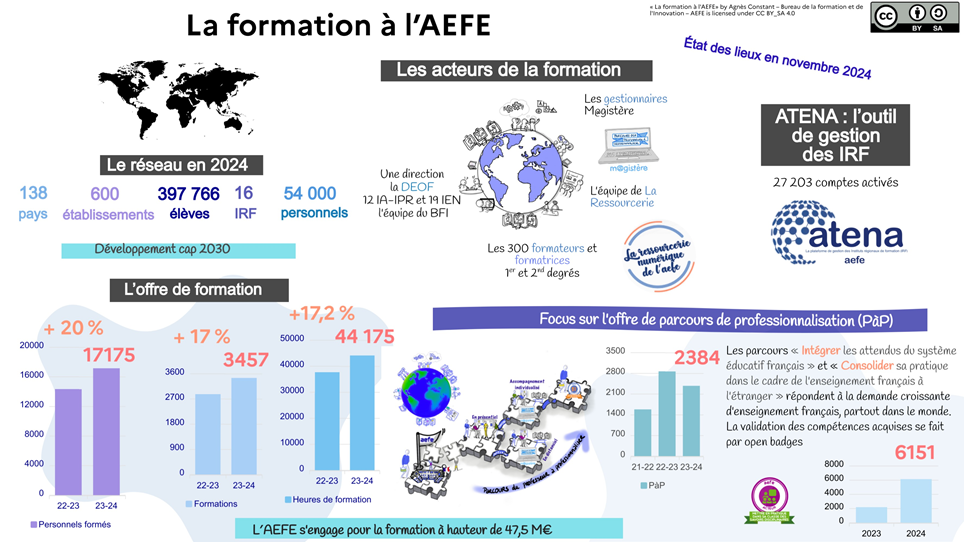 La formation à l'AEFE
« La formation à l'AEFE» by Agnès Constant – Bureau de la formation et de
l'Innovation – AEFE is licensed under CC BY_SA 4.0
CC
BY SA
État des lieux en novembre 2024
Le réseau en 2024
138
pays
600
établissements
397 766
élèves
16
IRF
54 000
personnels
Développement cap 2030
Les acteurs de la formation
Les gestionnaires
M@gistère
m@gistère
Une direction
la DEOF
12 IA-IPR et 19 IEN
l'équipe du BFI
L'équipe de La
Ressourcerie
Les 300 formateurs et
formatrices
1er et 2nd degrés
La ressourcerie
numérique
de l'aefe
ATENA : l'outil
de gestion
des IRF
27 203 comptes activés
atena
aefe
L'offre de formation
+ 20 %
17175
20000
16000
12000
8000
4000
0
22-23
23-24
Personnels formés
+ 17 %
3457
3600
2700
1800
900
0
22-23
23-24
Formations
+17,2 %
44 175
50000
40000
30000
20000
10000
0
22-23
23-24
Heures de formation
L'AEFE s'engage pour la formation à hauteur de 47,5 M€
Focus sur l'offre de parcours de professionnalisation (PàP)
Accompagnement
individualisé
En présentiel
aefe
3500
2800
2100
1400
700
0
2384
21-22
22-23
23-24
PàP
Les parcours « Intégrer les attendus du système
éducatif français » et « Consolider sa pratique
dans le cadre de l'enseignement français à
l'étranger » répondent à la demande croissante
d'enseignement français, partout dans le monde.
La validation des compétences acquises se fait
par open badges
aefe
6151
8000
6000
4000
2000
0
2023
2024